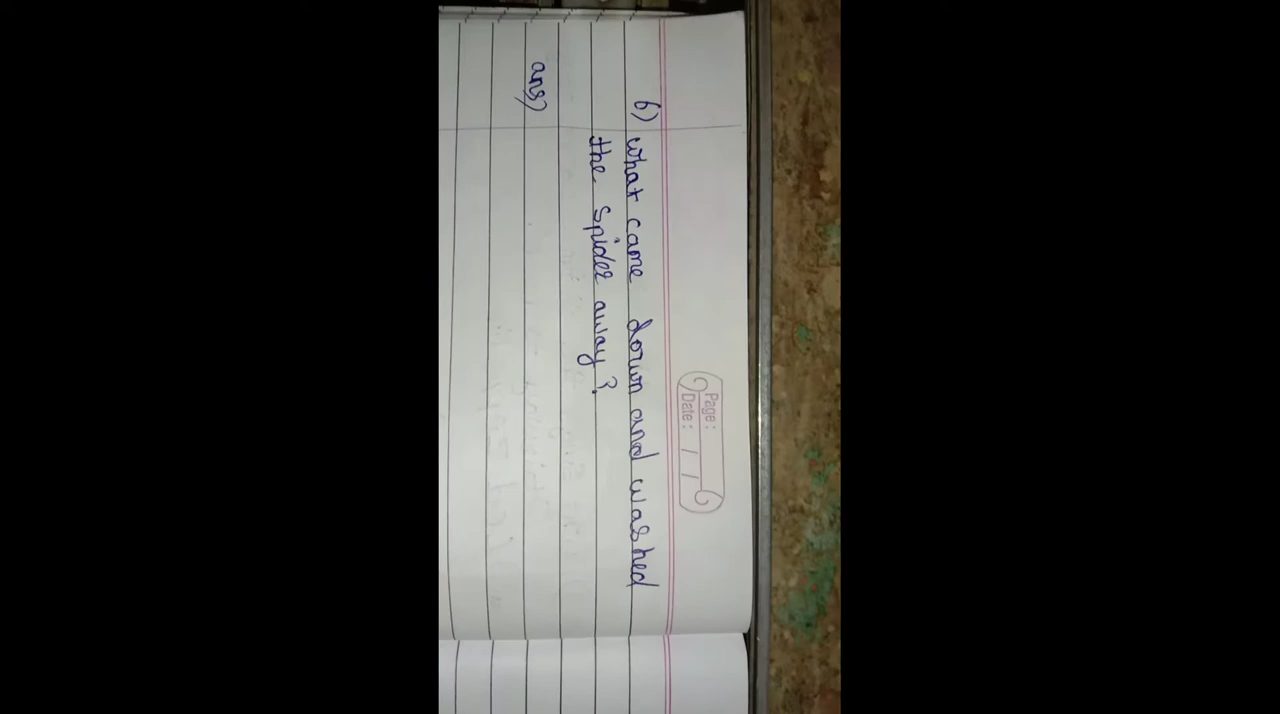 Page:
Date: / /
6) What came down and washed
the spider away?
ans)